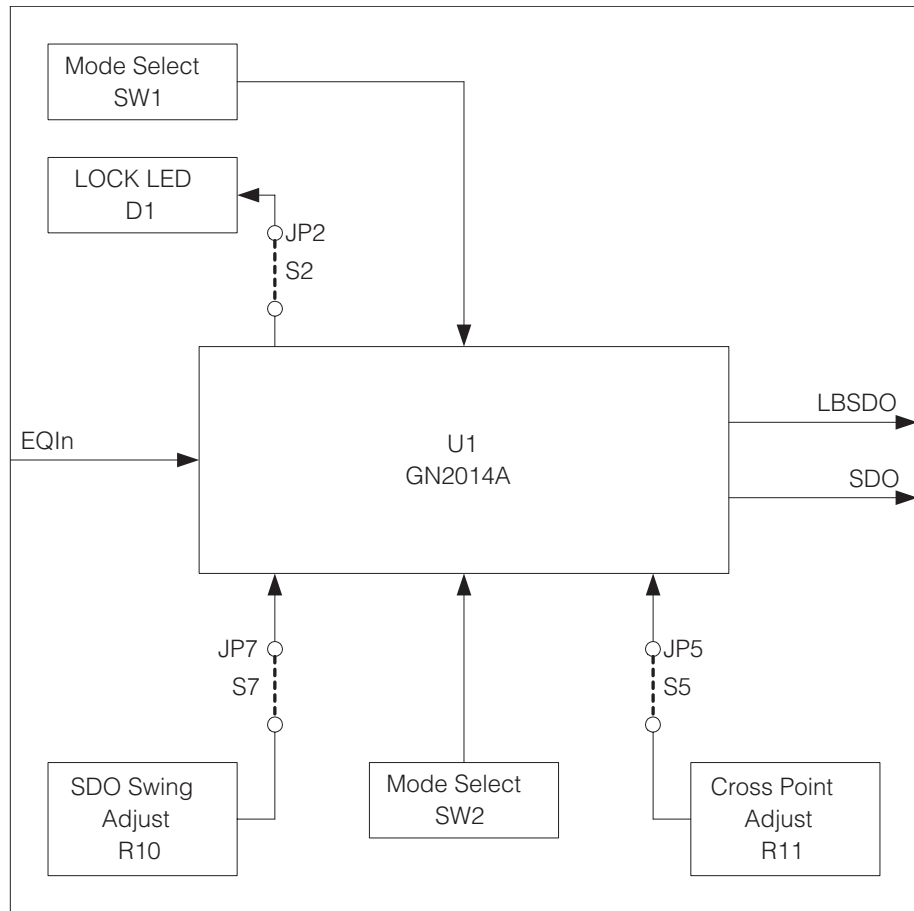 Mode Select
SW1
LOCK LED
D1
JP2
S2
EQIn
U1
GN2014A
LBSDO
SDO
JP7
S7
JP5
S5
SDO Swing
Adjust
R10
Mode Select
SW2
Cross Point
Adjust
R11